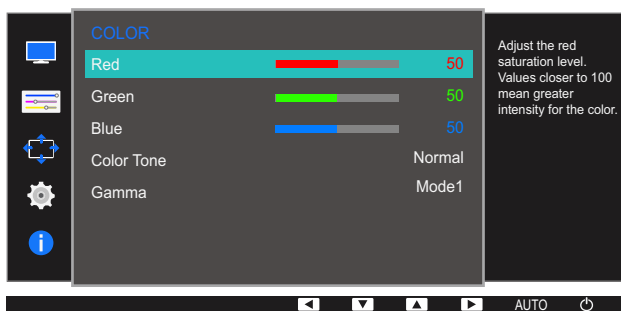 COLOR
Red 50
Green 50
Blue 50
Color Tone Normal
Gamma Mode1
Adjust the red
saturation level.
Values closer to 100
mean greater
intensity for the color.
AUTO